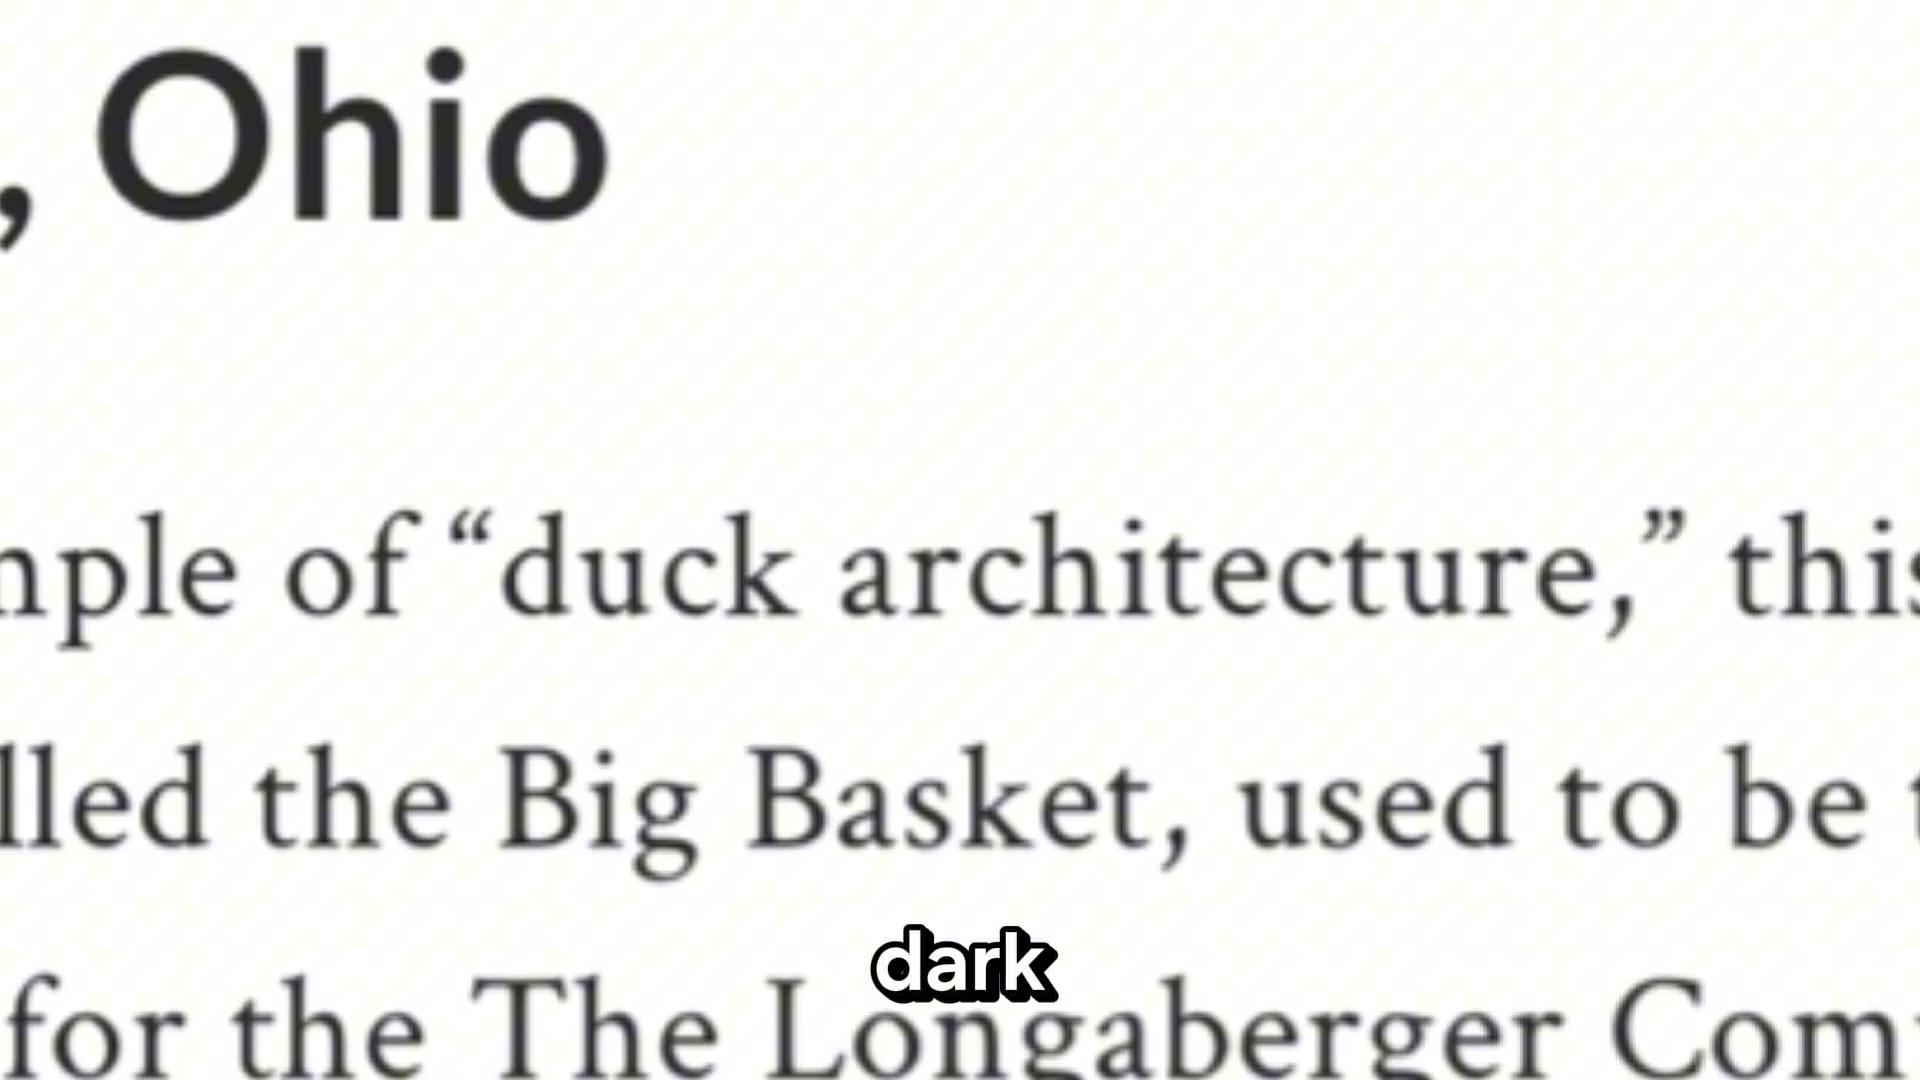 , Ohio
mple of “duck architecture,” this
lled the Big Basket, used to be
dark
for the The Longaberger Com